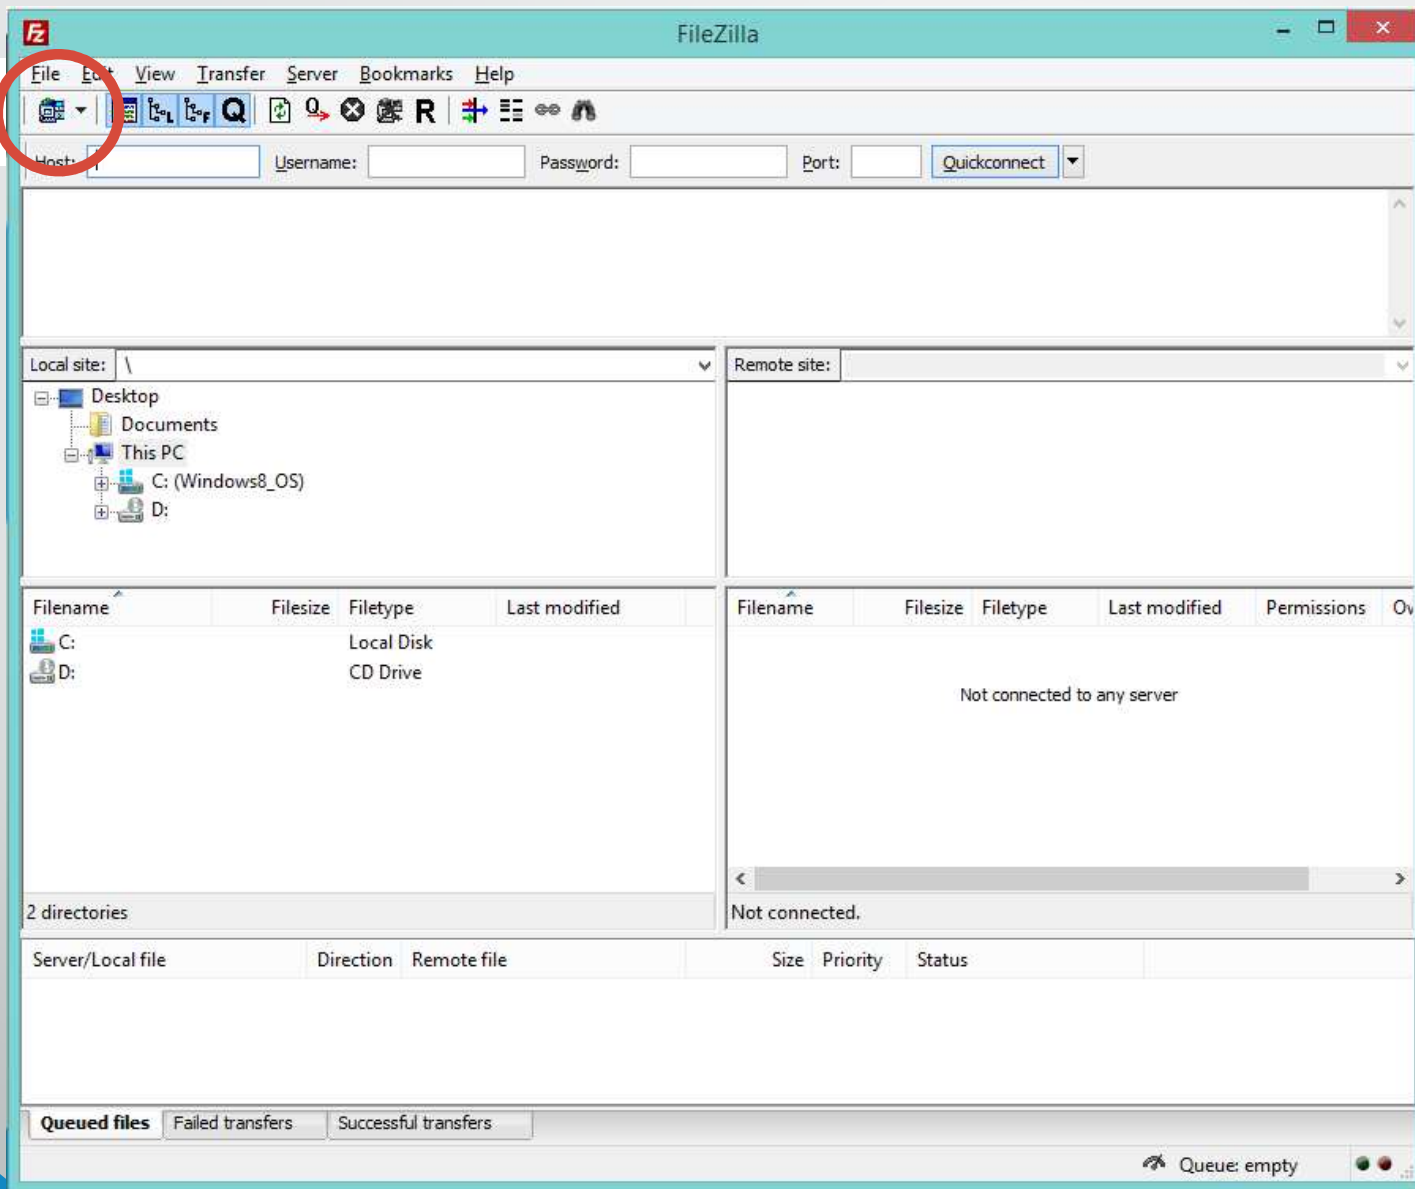 FileZilla
File Edit View Transfer Server Bookmarks Help
Host: Username: Password: Port: Quickconnect
Local site: \
Remote site:
Desktop
Documents
This PC
C: (Windows8_OS)
D:
Filename Filesize Filetype Last modified
C: Local Disk
D: CD Drive
2 directories
Filename Filesize Filetype Last modified Permissions Ow
Not connected to any server
Not connected.
Server/Local file Direction Remote file Size Priority Status
Queued files Failed transfers Successful transfers
Queue: empty